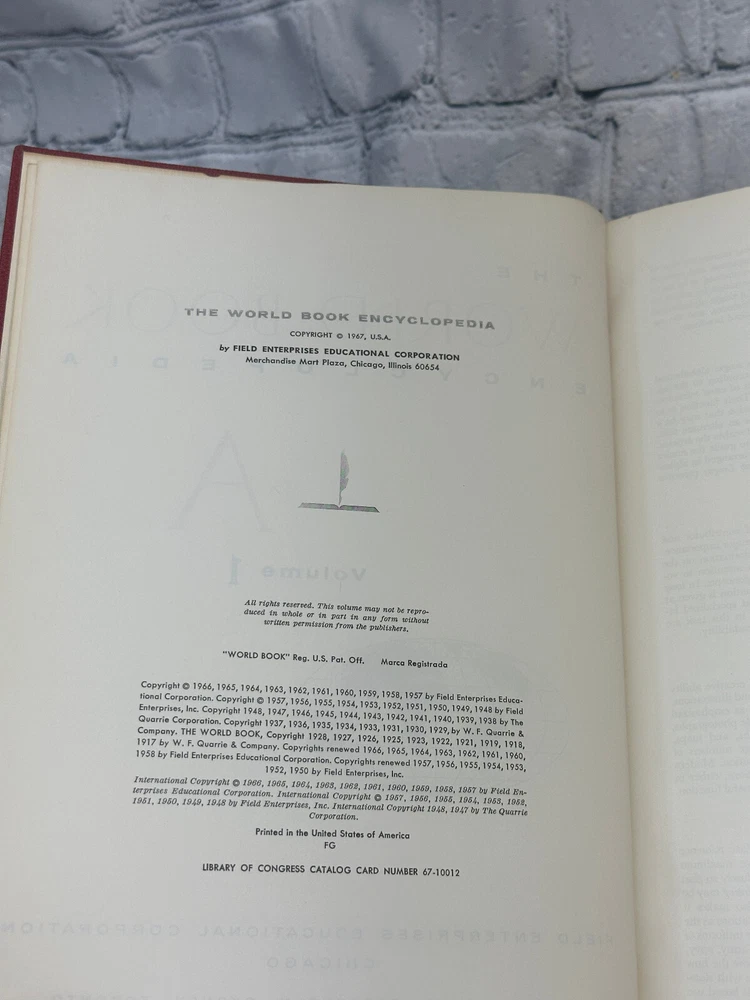 THE WORLD BOOK ENCYCLOPEDIA
COPYRIGHT © 1967, U.S.A.
by FIELD ENTERPRISES EDUCATIONAL CORPORATION
Merchandise Mart Plaza, Chicago, Illinois 60654
All rights reserved. This volume may not be repro-
duced in whole or in part in any form without
written permission from the publishers.
"WORLD BOOK" Reg. U.S. Pat. Off. Marca Registrada
Copyright © 1966, 1965, 1964, 1963, 1962, 1961, 1960, 1959, 1958, 1957 by Field Enterprises Educa-
tional Corporation. Copyright © 1957, 1956, 1955, 1954, 1953, 1952, 1951, 1950, 1949, 1948 by Field
Enterprises, Inc. Copyright 1948, 1947, 1946, 1945, 1944, 1943, 1942, 1941, 1940, 1939, 1938 by The
Quarrie Corporation. Copyright 1937, 1936, 1935, 1934, 1933, 1931, 1930, 1929, by W. F. Quarrie &
Company. THE WORLD BOOK, Copyright 1928, 1927, 1926, 1925, 1923, 1922, 1921, 1919, 1918,
1917 by W. F. Quarrie & Company. Copyrights renewed 1966, 1965, 1964, 1963, 1962, 1961, 1960,
1958 by Field Enterprises Educational Corporation. Copyrights renewed 1957, 1956, 1955, 1954, 1953,
1952, 1950 by Field Enterprises, Inc.
International Copyright © 1966, 1965, 1964, 1963, 1962, 1961, 1960, 1959, 1958, 1957 by Field En-
terprises Educational Corporation. International Copyright © 1957, 1956, 1955, 1954, 1953, 1952,
1951, 1950, 1949, 1948 by Field Enterprises, Inc. International Copyright 1948, 1947 by The Quarrie
Corporation.
Printed in the United States of America
FG
LIBRARY OF CONGRESS CATALOG CARD NUMBER 67-10012